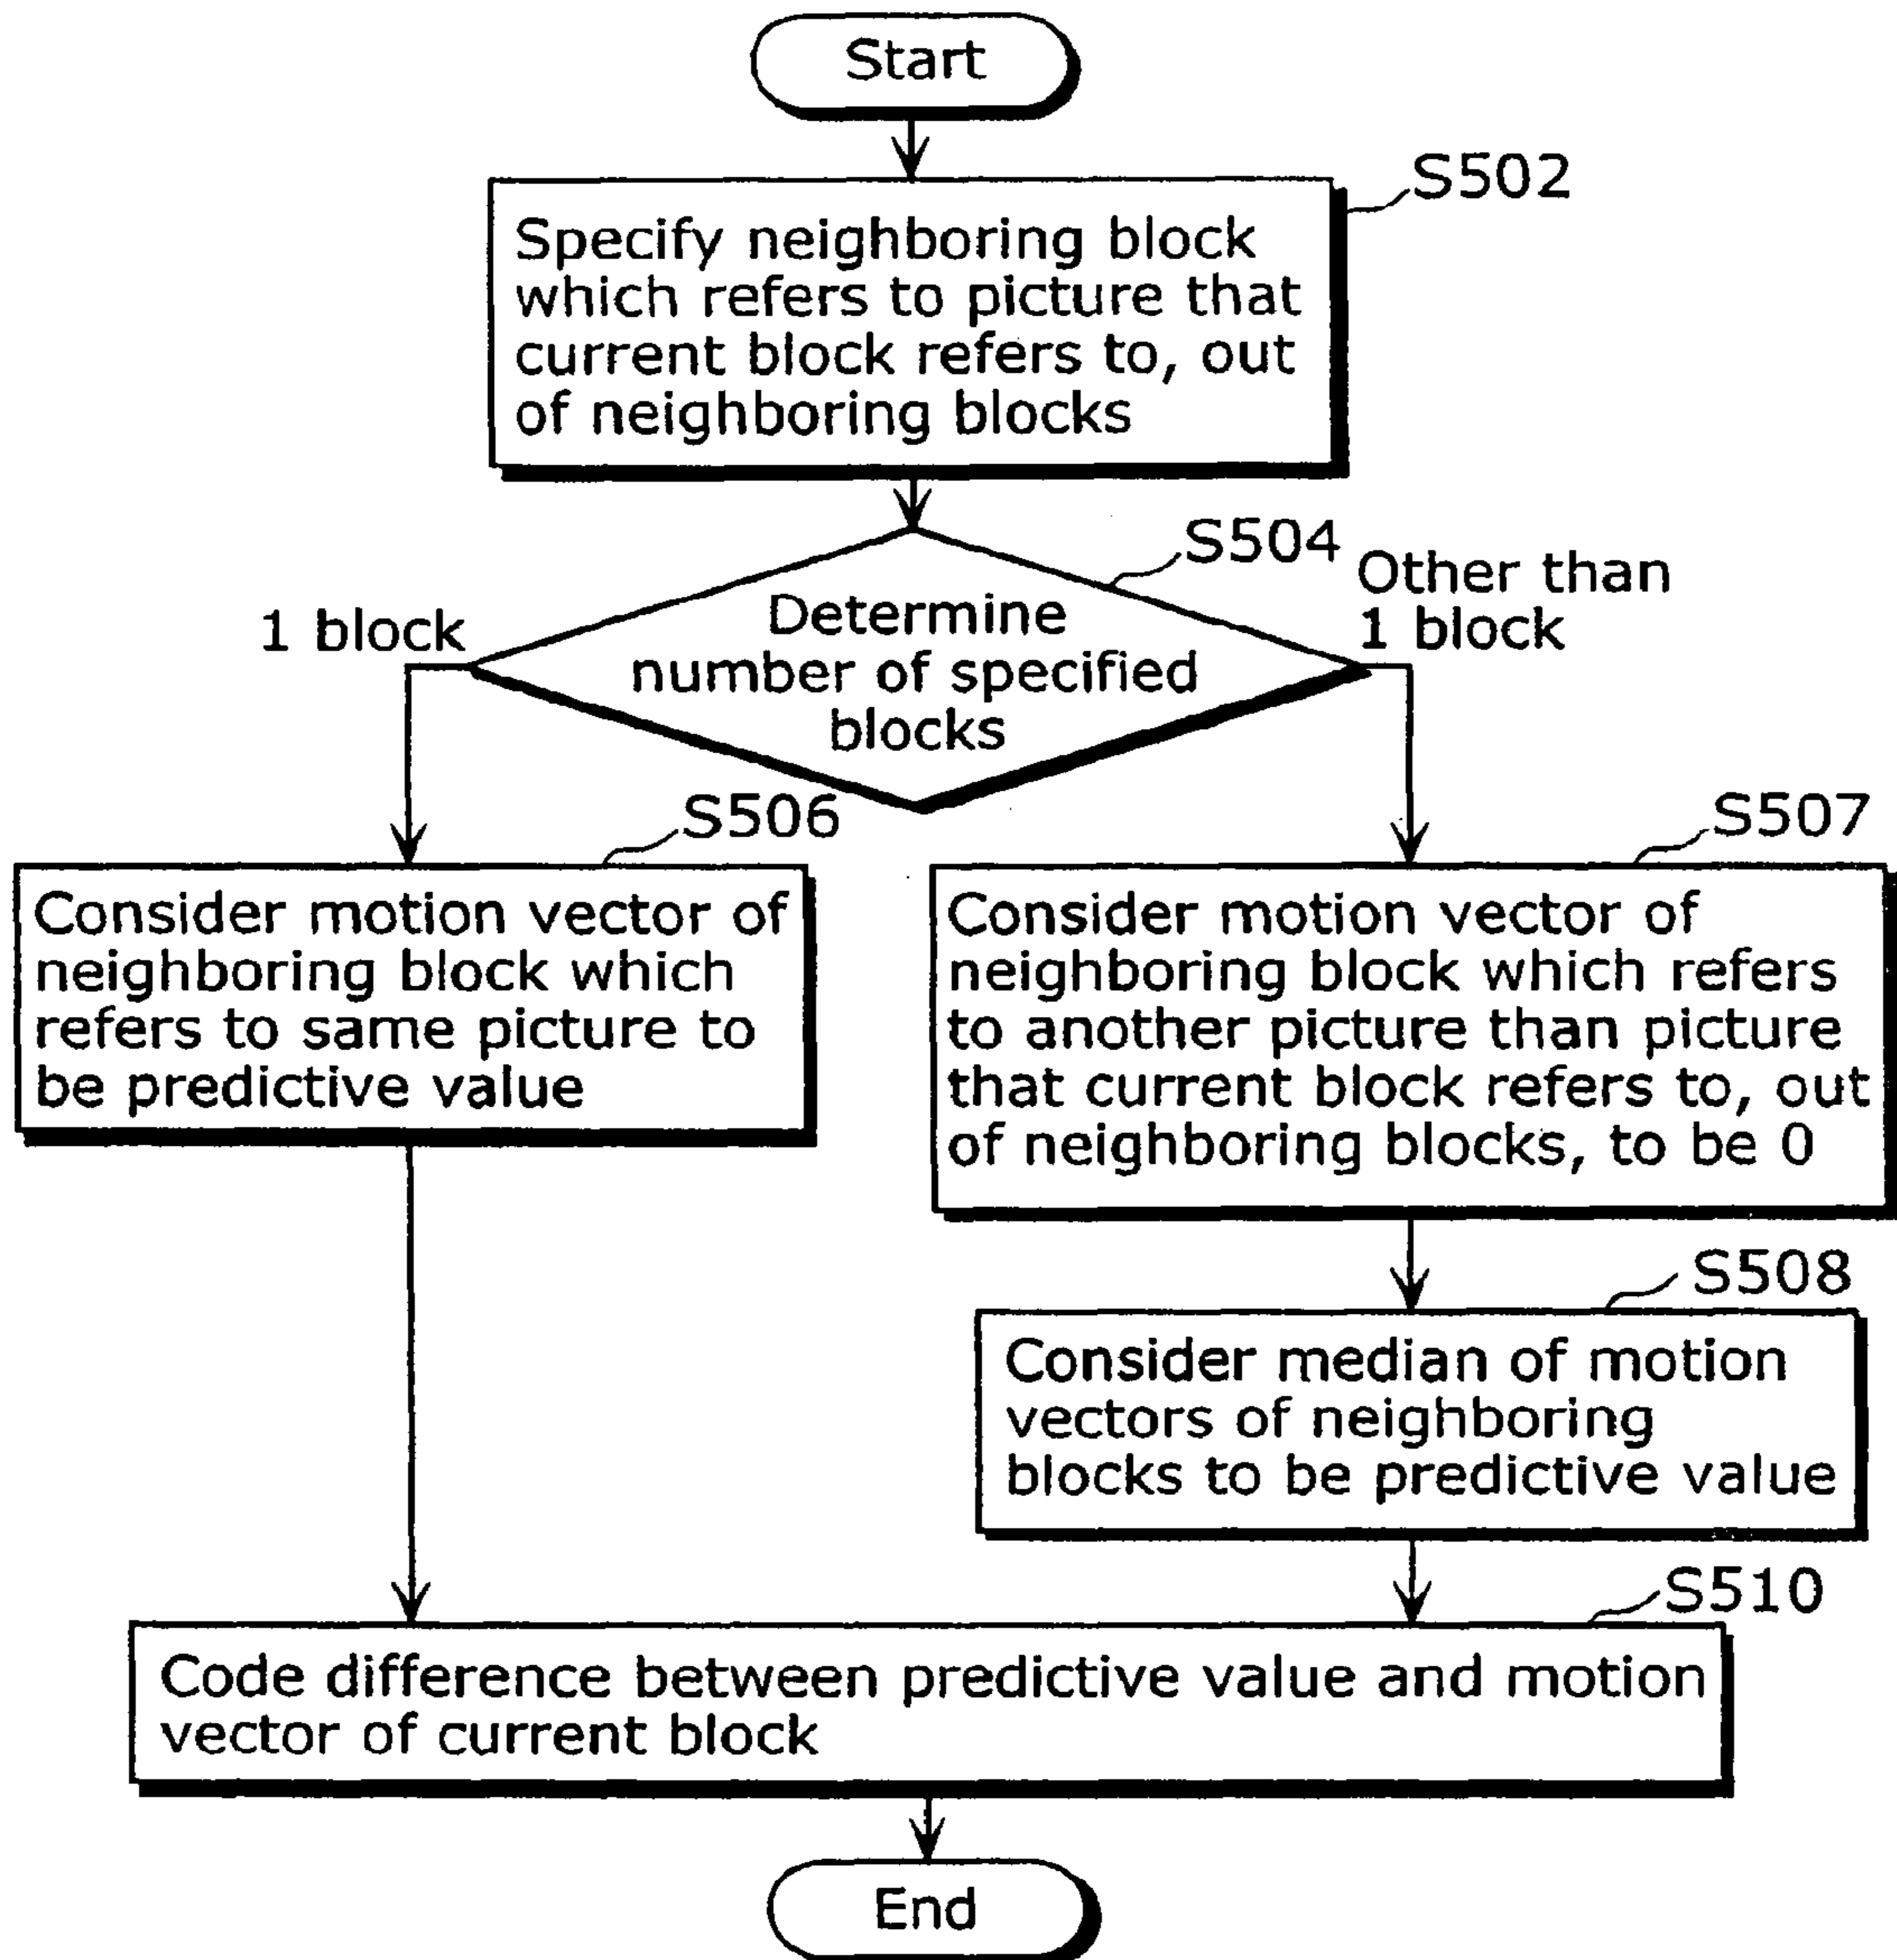 Start
S502
Specify neighboring block
which refers to picture that
current block refers to, out
of neighboring blocks
S504
1 block
Other than
1 block
Determine
number of specified
blocks
S506
Consider motion vector of
neighboring block which
refers to same picture to
be predictive value
S507
Consider motion vector of
neighboring block which refers
to another picture than picture
that current block refers to, out
of neighboring blocks, to be 0
S508
Consider median of motion
vectors of neighboring
blocks to be predictive value
S510
Code difference between predictive value and motion
vector of current block
End